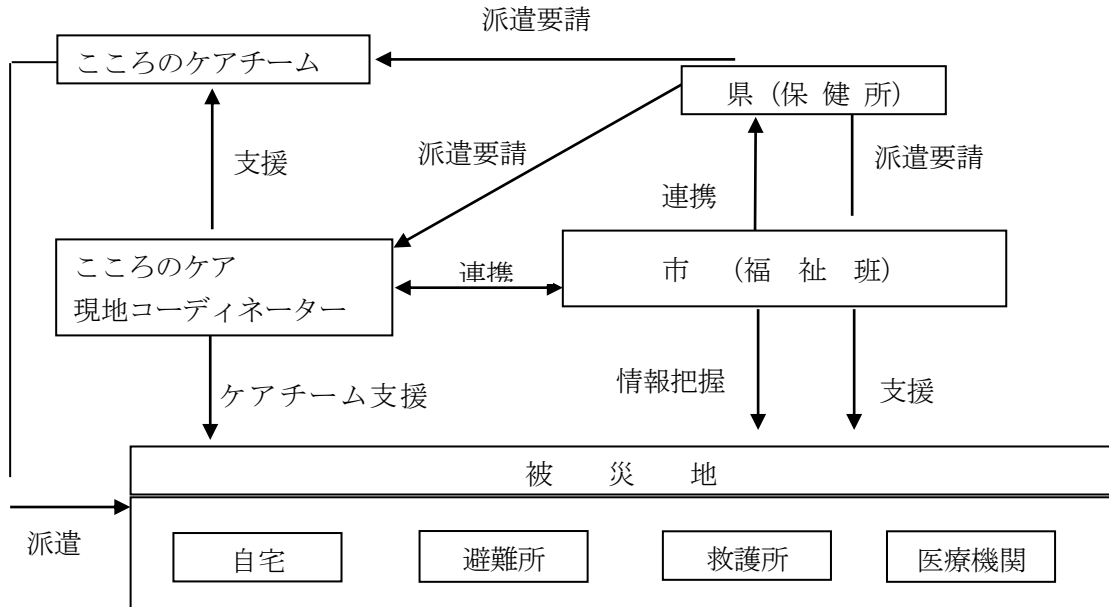 派遣要請
こころのケアチーム
県（保 健 所）
派遣要請
派遣要請
支援
連携
こころのケア
現地コーディネーター
連携
市 （福 祉 班）
情報把握
支援
ケアチーム支援
被 災 地
派遣
自宅
避難所
救護所
医療機関